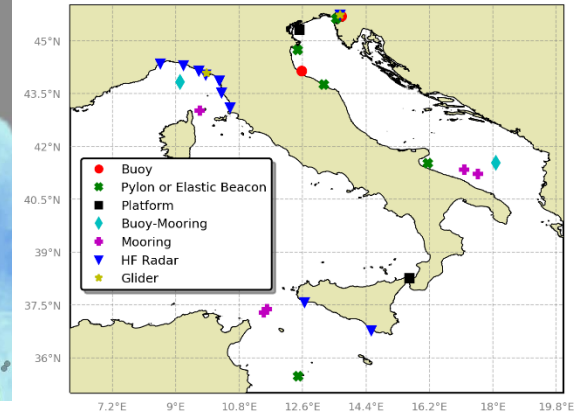 45°N
43.5°N
42°N
40.5°N
39°N
37.5°N
36°N
Buoy
Pylon or Elastic Beacon
Platform
Buoy-Mooring
Mooring
HF Radar
Glider
7.2°E 9°E 10.8°E 12.6°E 14.4°E 16.2°E 18°E 19.8°E